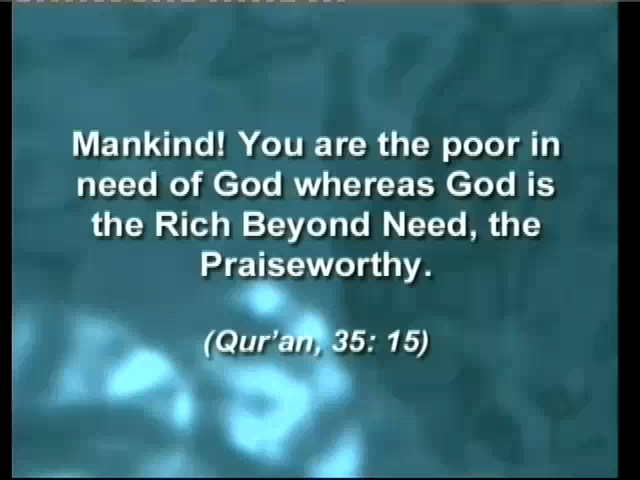 Mankind! You are the poor in
need of God whereas God is
the Rich Beyond Need, the
Praiseworthy.
(Qur'an, 35: 15)